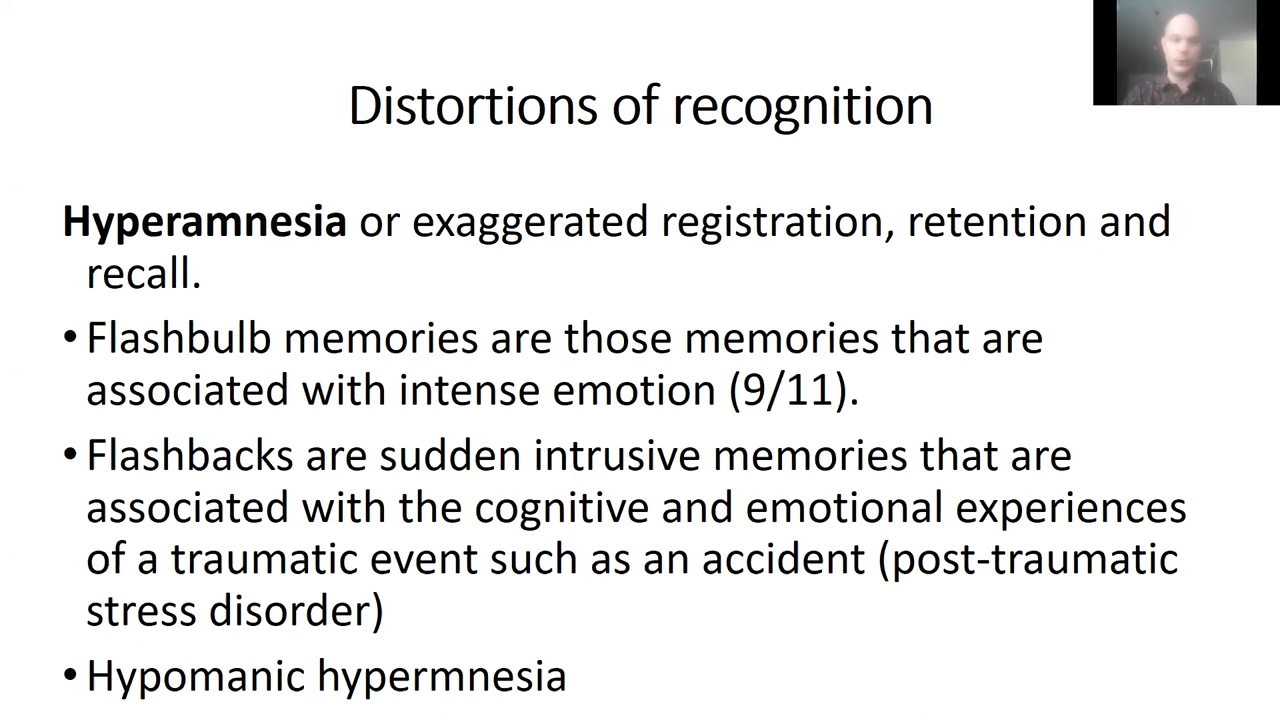 Distortions of recognition
Hyperamnesia or exaggerated registration, retention and
recall.
• Flashbulb memories are those memories that are
associated with intense emotion (9/11).
• Flashbacks are sudden intrusive memories that are
associated with the cognitive and emotional experiences
of a traumatic event such as an accident (post-traumatic
stress disorder)
• Hypomanic hypermnesia